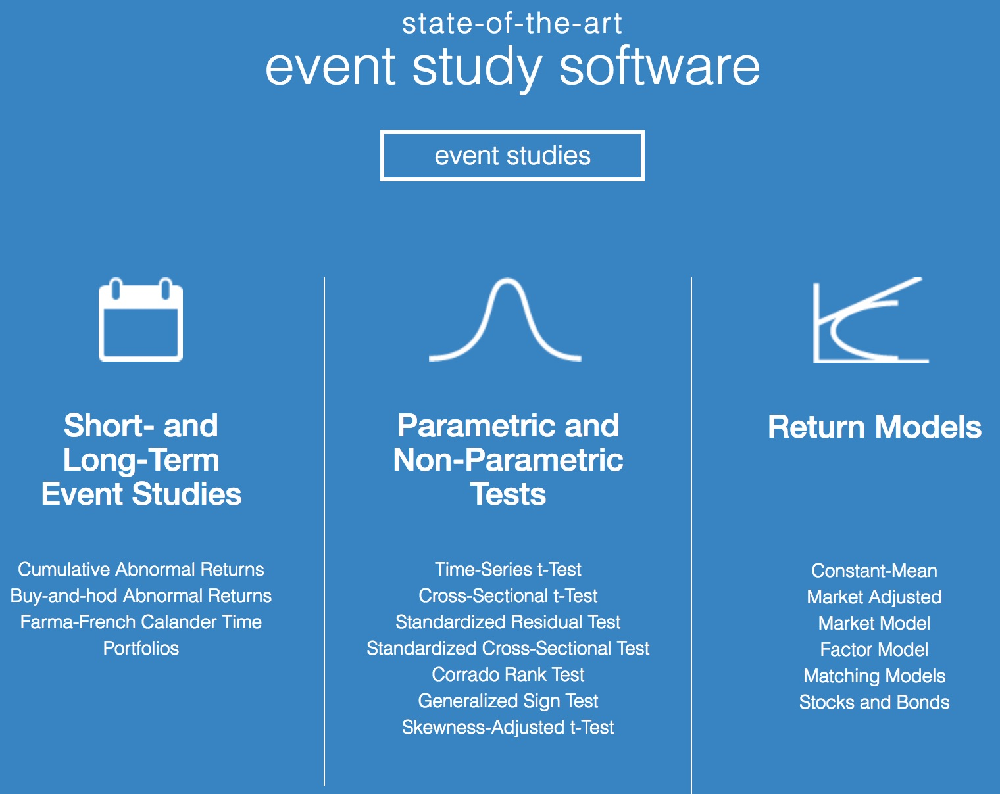 state-of-the-art
event study software
event studies
Short- and
Long-Term
Event Studies
Cumulative Abnormal Returns
Buy-and-hod Abnormal Returns
Farma-French Calander Time
Portfolios
Parametric and
Non-Parametric
Tests
Time-Series t-Test
Cross-Sectional t-Test
Standardized Residual Test
Standardized Cross-Sectional Test
Corrado Rank Test
Generalized Sign Test
Skewness-Adjusted t-Test
Return Models
Constant-Mean
Market Adjusted
Market Model
Factor Model
Matching Models
Stocks and Bonds